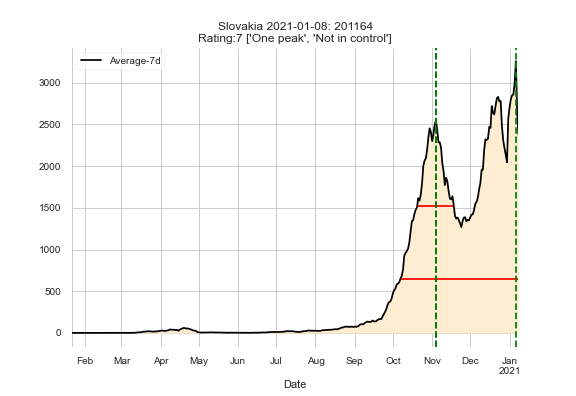 Slovakia 2021-01-08: 201164
Rating:7 ['One peak', 'Not in control']
Average-7d
3000
2500
2000
1500
1000
500
0
Feb Mar Apr May Jun Jul Aug Sep Oct Nov Dec Jan
2021
Date